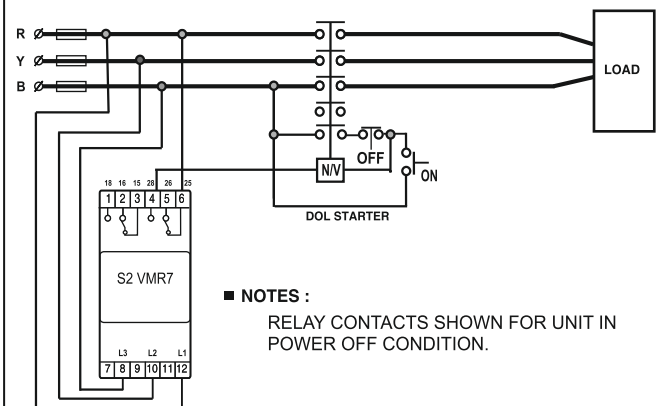 R
Y
B
LOAD
OFF
N/V
ON
DOL STARTER
18 16 15 28 26 25
1 2 3 4 5 6
S2 VMR7
L3 L2 L1
7 8 9 10 11 12
■ NOTES :
RELAY CONTACTS SHOWN FOR UNIT IN
POWER OFF CONDITION.